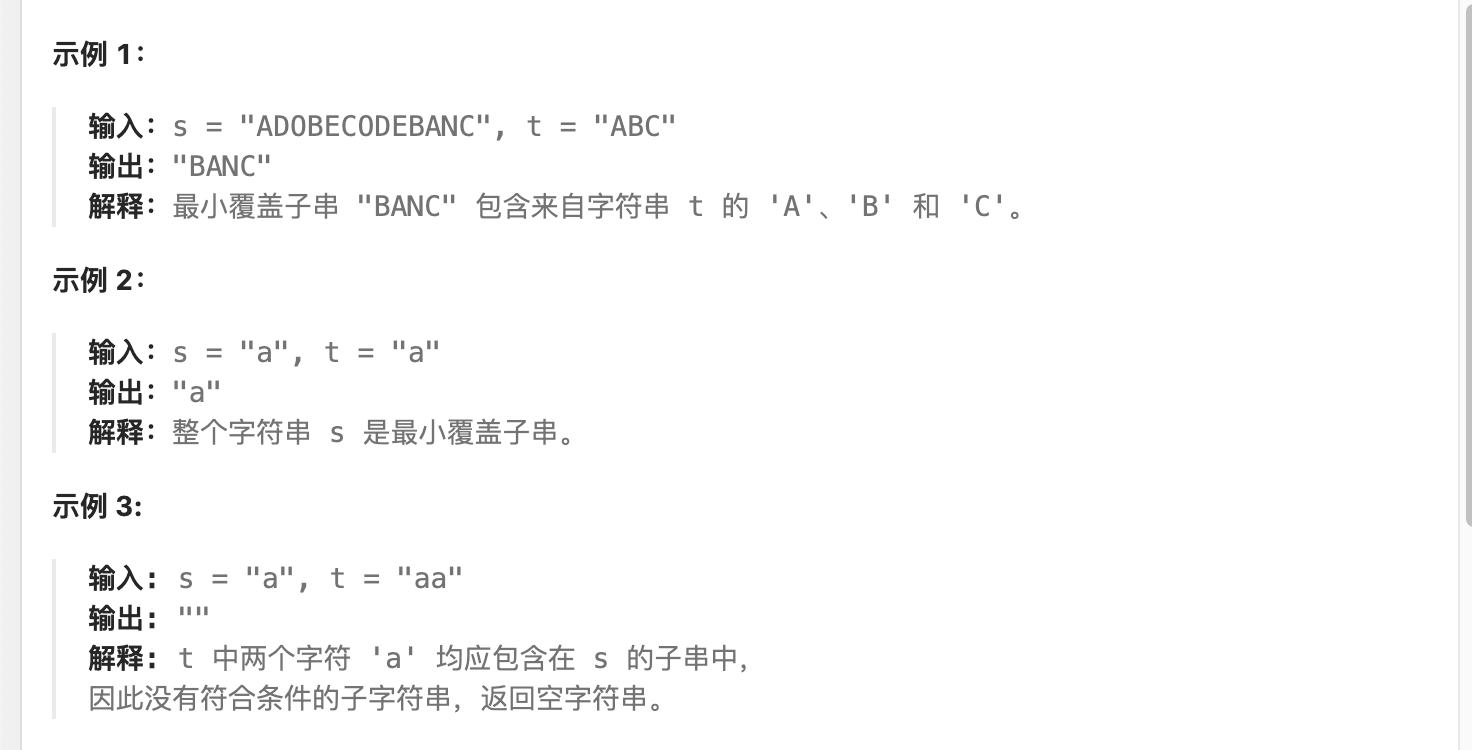 示例 1：
输入：s = "ADOBECODEBANC", t = "ABC"
输出："BANC"
解释：最小覆盖子串 "BANC" 包含来自字符串 t 的 'A'、'B' 和 'C'。
示例 2：
输入：s = "a", t = "a"
输出："a"
解释：整个字符串 s 是最小覆盖子串。
示例 3:
输入: s = "a", t = "aa"
输出: ""
解释: t 中两个字符 'a' 均应包含在 s 的子串中，
因此没有符合条件的子字符串，返回空字符串。